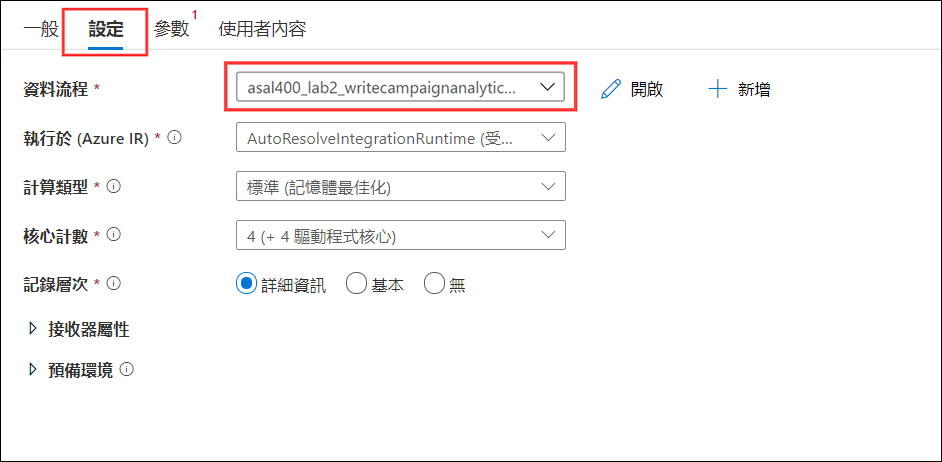 一般 設定 參數 1 使用者內容
資料流程 * asal400_lab2_writecampaignanalytic... 開啟 新增
執行於 (Azure IR) * AutoResolveIntegrationRuntime (受...
計算類型 * 標準 (記憶體最佳化)
核心計數 * 4 (+ 4 驅動程式核心)
記錄層次 * 詳細資訊 基本 無
接收器屬性
預備環境